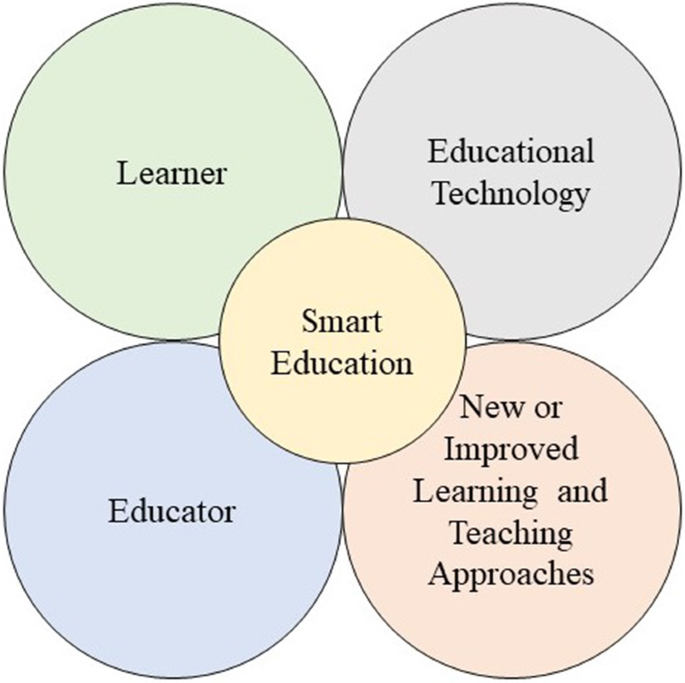 Learner
Educational
Technology
Smart
Education
New or
Improved
Learning and
Teaching
Approaches
Educator